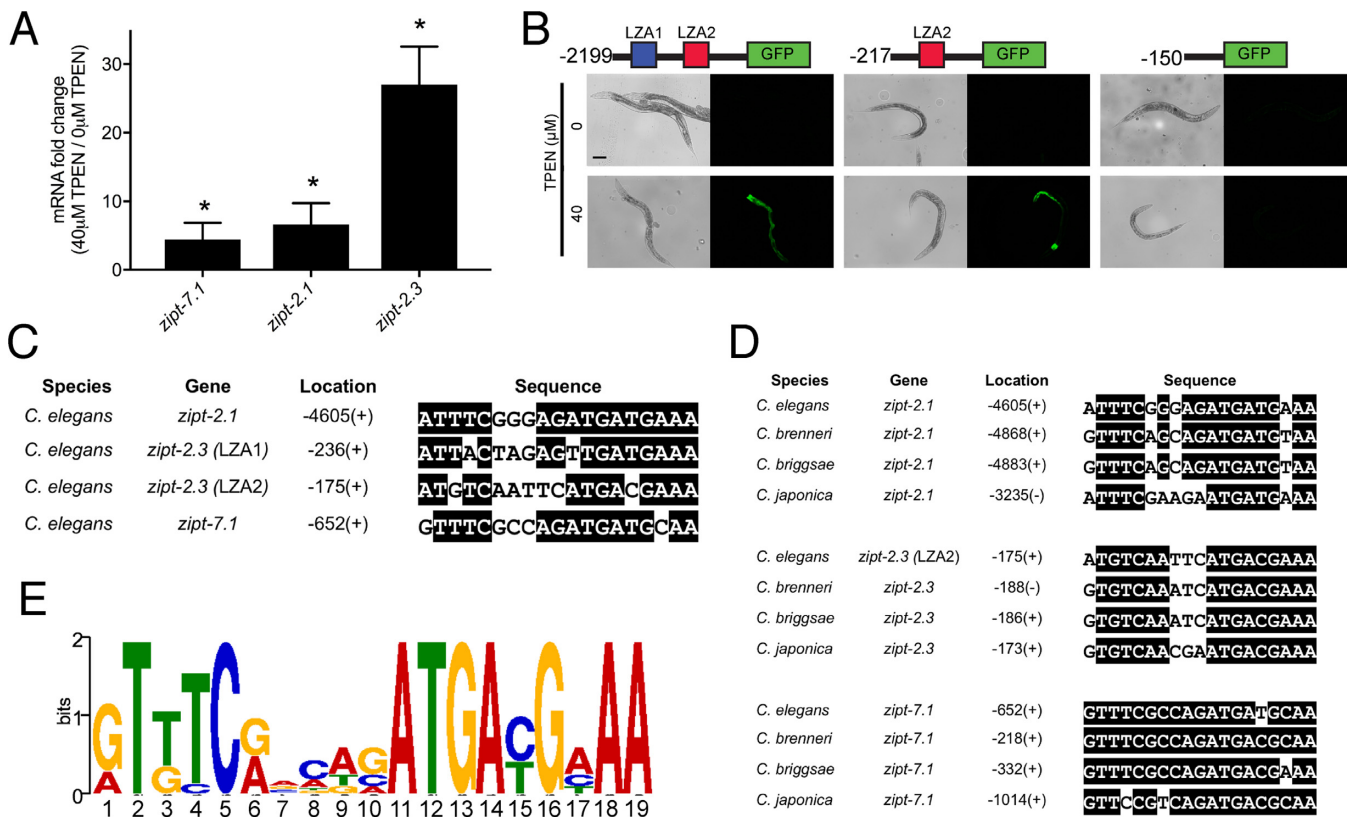 A
mRNA fold change
(40µM TPEN / 0µM TPEN)
30
20
10
0
*
*
*
zipt-7.1
zipt-2.1
zipt-2.3
B
LZA1
LZA2
-2199
GFP
LZA2
-217
GFP
-150
GFP
TPEN (µM)
0
40
C
Species Gene Location Sequence
C. elegans zipt-2.1 -4605(+) ATTTCGGGAGATGATGAAA
C. elegans zipt-2.3 (LZA1) -236(+) ATTACTAGAGTTGATGAAA
C. elegans zipt-2.3 (LZA2) -175(+) ATGTCAATTCATGACGAAA
C. elegans zipt-7.1 -652(+) GTTTCGCCAGATGATGCAA
D
Species Gene Location Sequence
C. elegans zipt-2.1 -4605(+) ATTTCGGGAGATGATGAAA
C. brenneri zipt-2.1 -4868(+) GTTTCAGCAGATGATGTAA
C. briggsae zipt-2.1 -4883(+) GTTTCAGCAGATGATGTAA
C. japonica zipt-2.1 -3235(-) ATTTCGAAGAATGATGAAA
C. elegans zipt-2.3 (LZA2) -175(+) ATGTCAATTCATGACGAAA
C. brenneri zipt-2.3 -188(-) GTGTCAAATCATGACGAAA
C. briggsae zipt-2.3 -186(+) GTGTCAAATCATGACGAAA
C. japonica zipt-2.3 -173(+) GTGTCAACGAATGACGAAA
C. elegans zipt-7.1 -652(+) GTTTCGCCAGATGATGCAA
C. brenneri zipt-7.1 -218(+) GTTTCGCCAGATGACGCAA
C. briggsae zipt-7.1 -332(+) GTTTCGCCAGATGACGAAA
C. japonica zipt-7.1 -1014(+) GTTCCGTCAGATGACGCAA
E
bits
2
1
0
GTTTCGACAGATGACGAAA
1 2 3 4 5 6 7 8 9 10 11 12 13 14 15 16 17 18 19